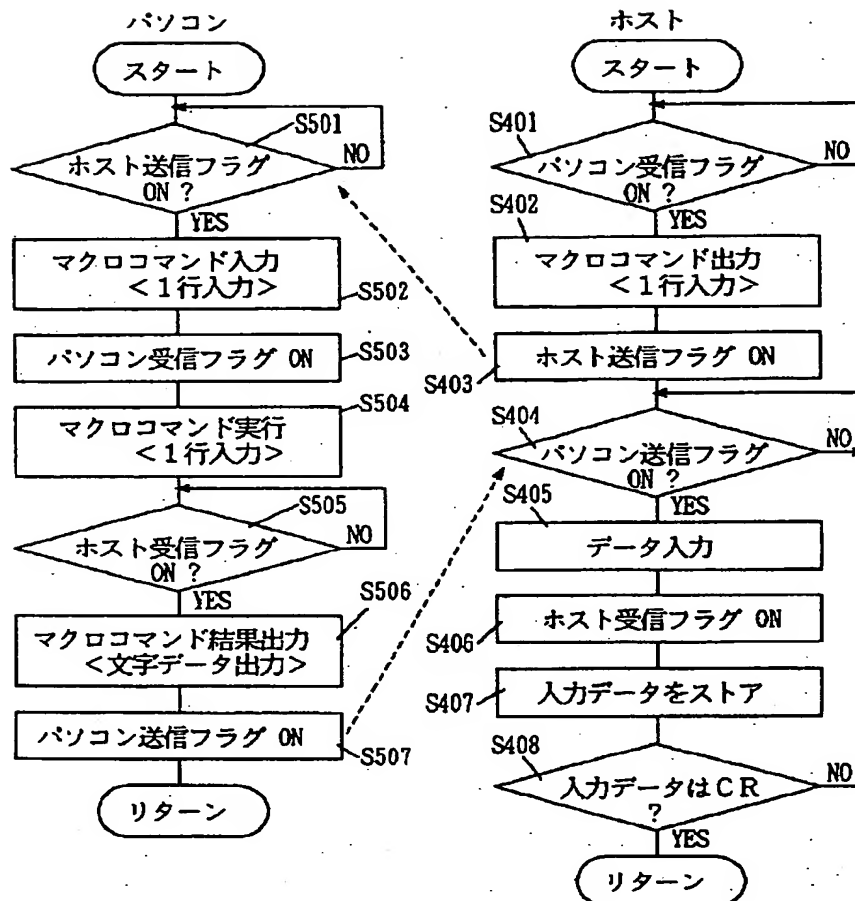 パソコン
スタート
S501
ホスト送信フラグ
ON ?
NO
YES
マクロコマンド入力
<1行入力>
S502
パソコン受信フラグ ON
S503
S504
マクロコマンド実行
<1行入力>
S505
ホスト受信フラグ
ON ?
NO
YES
S506
マクロコマンド結果出力
<文字データ出力>
パソコン送信フラグ ON
S507
リターン
ホスト
スタート
S401
パソコン受信フラグ
ON ?
NO
S402
YES
マクロコマンド出力
<1行入力>
ホスト送信フラグ ON
S403
S404
パソコン送信フラグ
ON ?
NO
S405
YES
データ入力
ホスト受信フラグ ON
S406
入力データをストア
S407
S408
入力データはCR
?
NO
YES
リターン